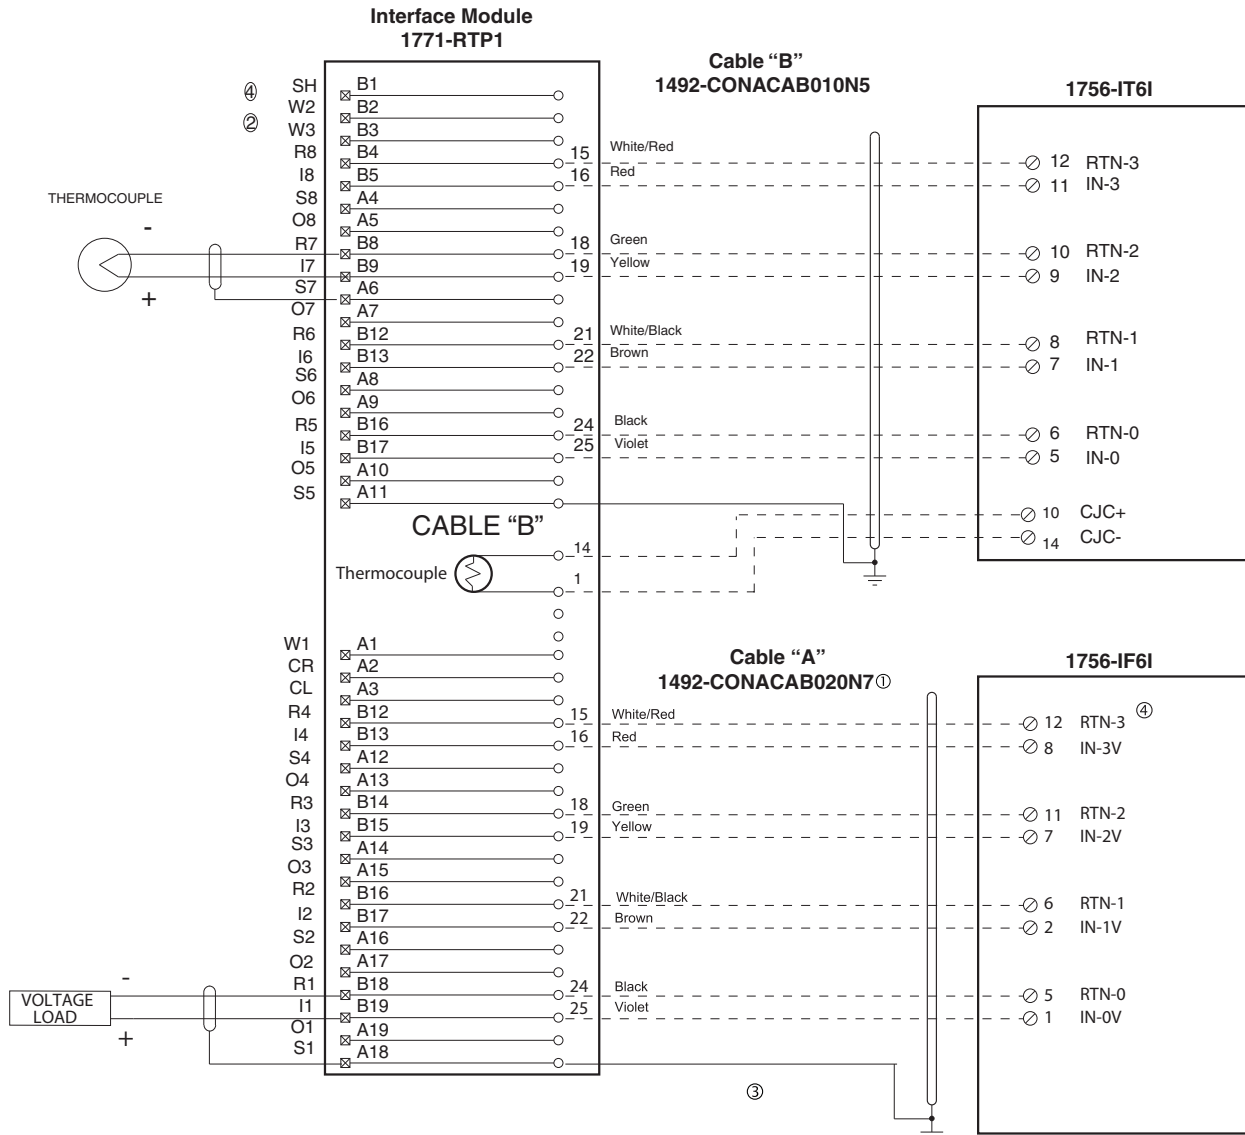 Interface Module
1771-RTP1
Cable “B”
1492-CONACAB010N5
1756-IT6I
④
②
SH B1
W2 B2
W3 B3
R8 B4 15 White/Red 12 RTN-3
I8 B5 16 Red 11 IN-3
S8 A4
THERMOCOUPLE
O8 A5
-
R7 B8 18 Green 10 RTN-2
I7 B9 19 Yellow 9 IN-2
+
S7 A6
O7 A7
R6 B12 21 White/Black 8 RTN-1
I6 B13 22 Brown 7 IN-1
S6 A8
O6 A9
R5 B16 24 Black 6 RTN-0
I5 B17 25 Violet 5 IN-0
O5 A10
S5 A11
10 CJC+
14 CJC-
CABLE “B”
14
Thermocouple
1
Cable “A”
1492-CONACAB020N7①
1756-IF6I
W1 A1
CR A2
CL A3
R4 B12 15 White/Red 12 RTN-3 ④
I4 B13 16 Red 8 IN-3V
S4 A12
O4 A13
R3 B14 18 Green 11 RTN-2
I3 B15 19 Yellow 7 IN-2V
S3 A14
O3 A15
R2 B16 21 White/Black 6 RTN-1
I2 B17 22 Brown 2 IN-1V
S2 A16
O2 A17
-
R1 B18 24 Black 5 RTN-0
VOLTAGE
LOAD
I1 B19 25 Violet 1 IN-0V
+
O1 A19
S1 A18
③